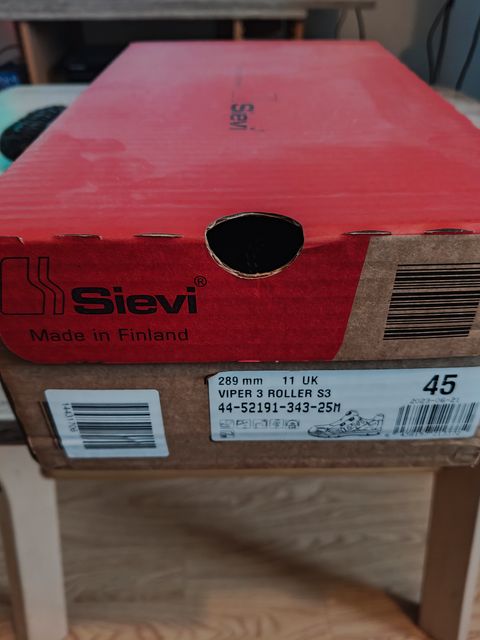 Sievi
Sievi®
Made in Finland
289 mm 11 UK
VIPER 3 ROLLER S3
45
44-52191-343-25M
2023-06-21